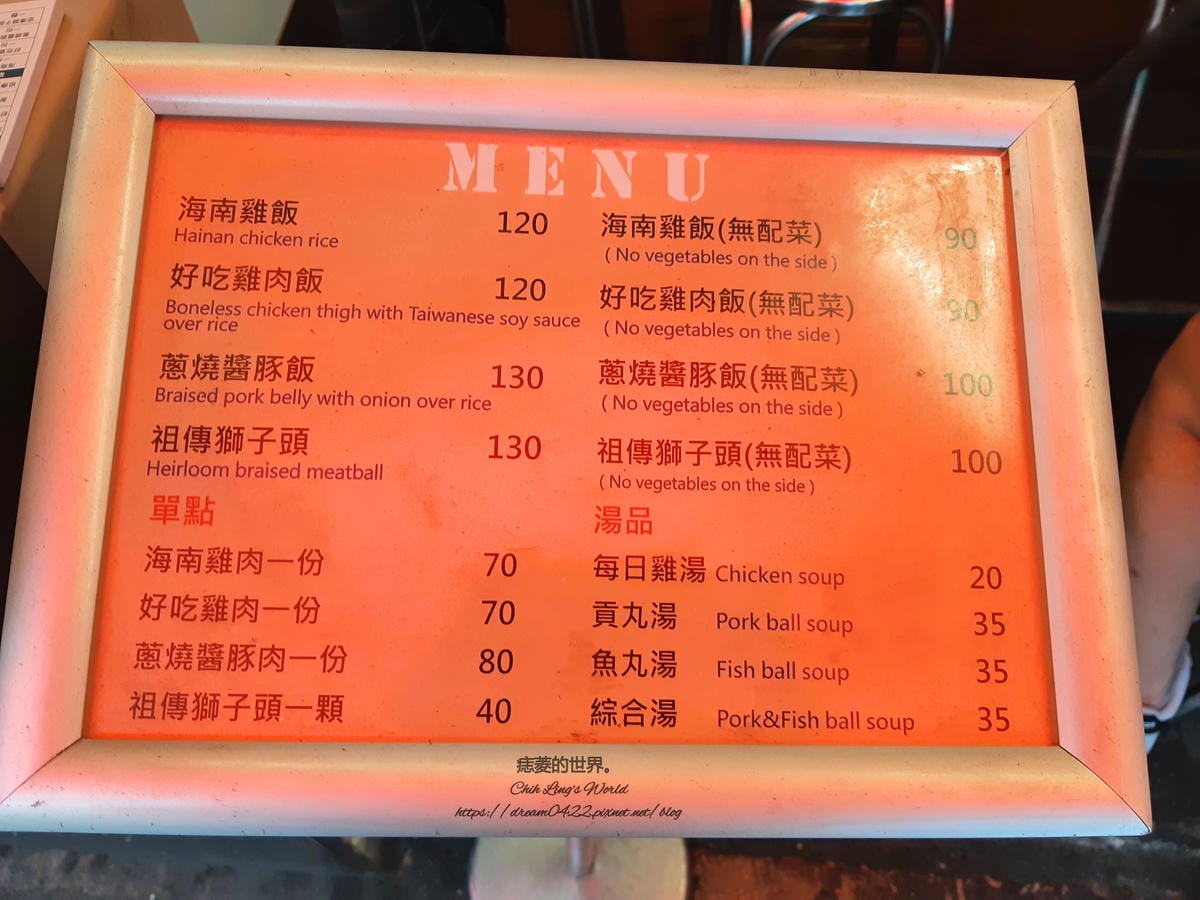 MENU
海南雞飯 120
Hainan chicken rice
好吃雞肉飯 120
Boneless chicken thigh with Taiwanese soy sauce
over rice
蔥燒醬豚飯 130
Braised pork belly with onion over rice
祖傳獅子頭 130
Heirloom braised meatball
單點
海南雞肉一份 70
好吃雞肉一份 70
蔥燒醬豚肉一份 80
祖傳獅子頭一顆 40
海南雞飯(無配菜) 90
( No vegetables on the side )
好吃雞肉飯(無配菜) 90
( No vegetables on the side )
蔥燒醬豚飯(無配菜) 100
( No vegetables on the side )
祖傳獅子頭(無配菜) 100
( No vegetables on the side )
湯品
每日雞湯 Chicken soup 20
貢丸湯 Pork ball soup 35
魚丸湯 Fish ball soup 35
綜合湯 Pork&Fish ball soup 35
痞菱的世界。
Chih Ling's World
https://dream0422.pixnet.net/blog